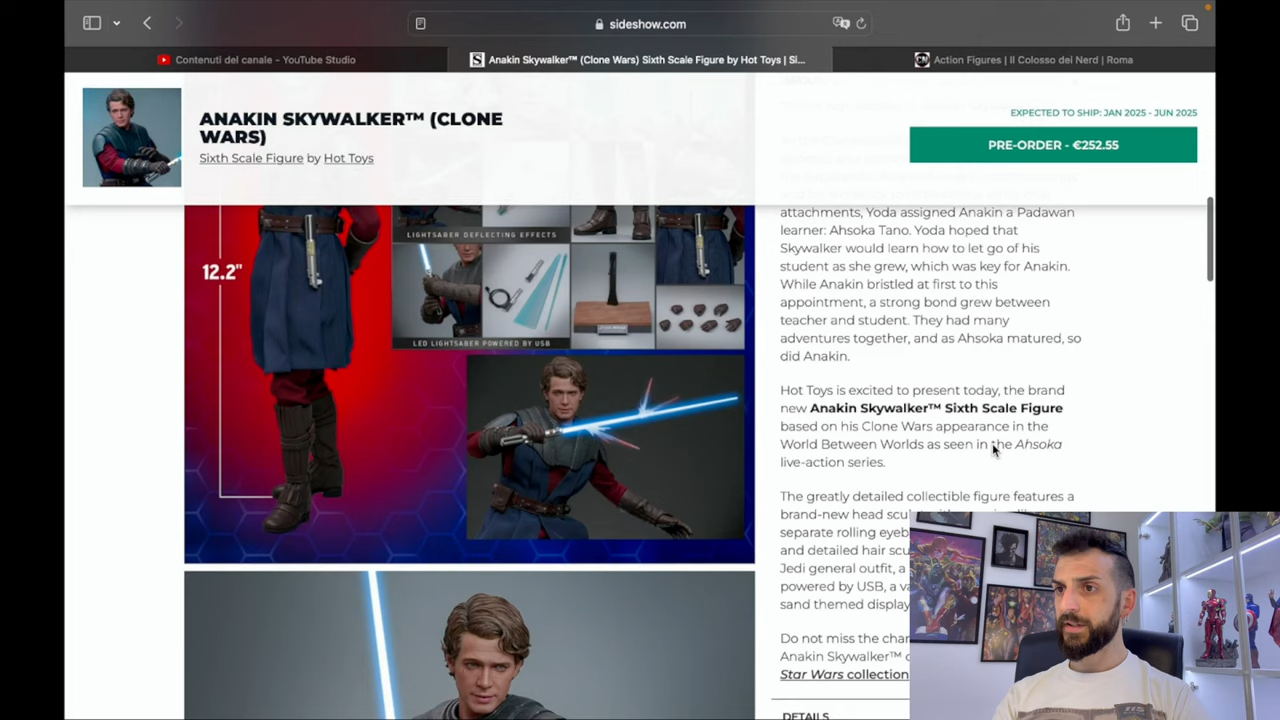 sideshow.com
Contenuti del canale - YouTube Studio
Anakin Skywalker™ (Clone Wars) Sixth Scale Figure by Hot Toys | Si...
Action Figures | Il Colosso del Nerd | Roma
ANAKIN SKYWALKER™ (CLONE
WARS)
Sixth Scale Figure by Hot Toys
EXPECTED TO SHIP: JAN 2025 - JUN 2025
PRE-ORDER - €252.55
12.2"
LIGHTSABER DEFLECTING EFFECTS
LED LIGHTSABER POWERED BY USB
attachments, Yoda assigned Anakin a Padawan
learner: Ahsoka Tano. Yoda hoped that
Skywalker would learn how to let go of his
student as she grew, which was key for Anakin.
While Anakin bristled at first to this
appointment, a strong bond grew between
teacher and student. They had many
adventures together, and as Ahsoka matured, so
did Anakin.
Hot Toys is excited to present today, the brand
new Anakin Skywalker™ Sixth Scale Figure
based on his Clone Wars appearance in the
World Between Worlds as seen in the Ahsoka
live-action series.
The greatly detailed collectible figure features a
brand-new head scul
separate rolling eyeb
and detailed hair scu
Jedi general outfit, a
powered by USB, a va
sand themed display
Do not miss the chan
Anakin Skywalker™
Star Wars collection
DETAILS